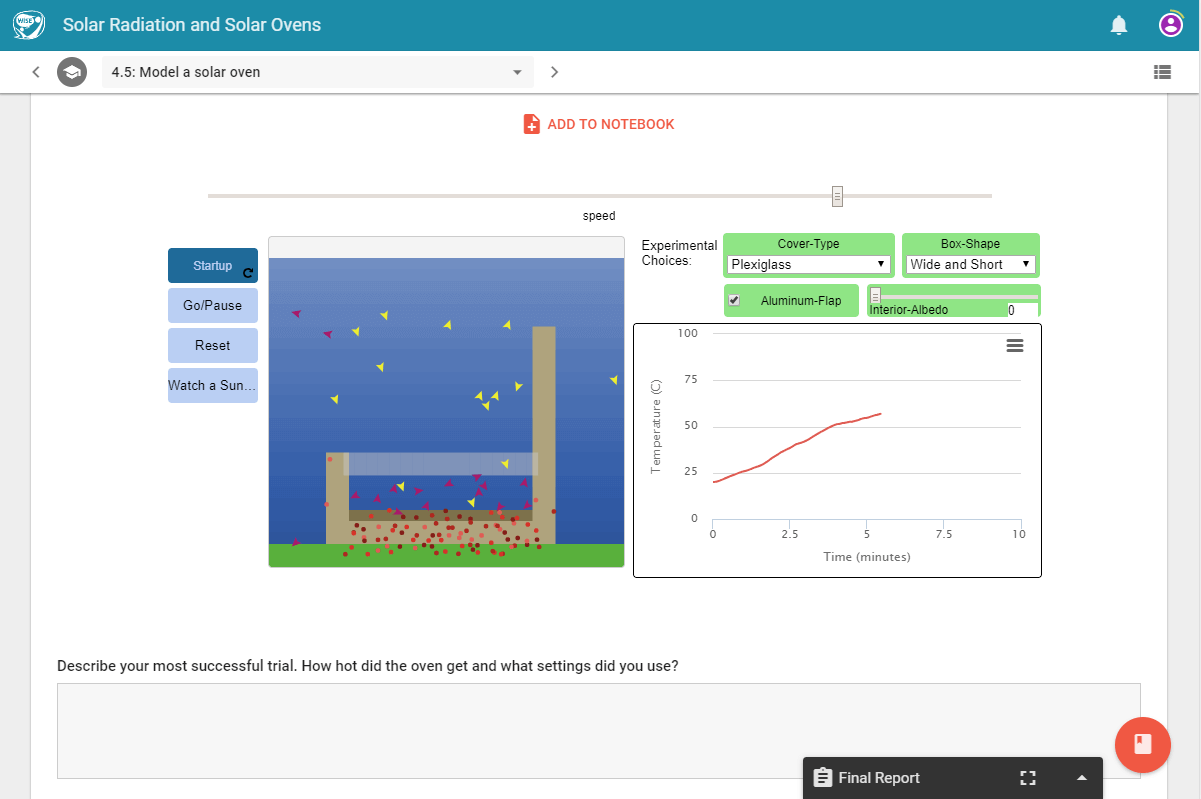 WISE
Solar Radiation and Solar Ovens
4.5: Model a solar oven
ADD TO NOTEBOOK
speed
Startup
Go/Pause
Reset
Watch a Sun...
Experimental
Choices:
Cover-Type
Plexiglass
Box-Shape
Wide and Short
Aluminum-Flap
Interior-Albedo
0
100
75
50
25
0
Temperature (C)
0 2.5 5 7.5 10
Time (minutes)
Describe your most successful trial. How hot did the oven get and what settings did you use?
Final Report